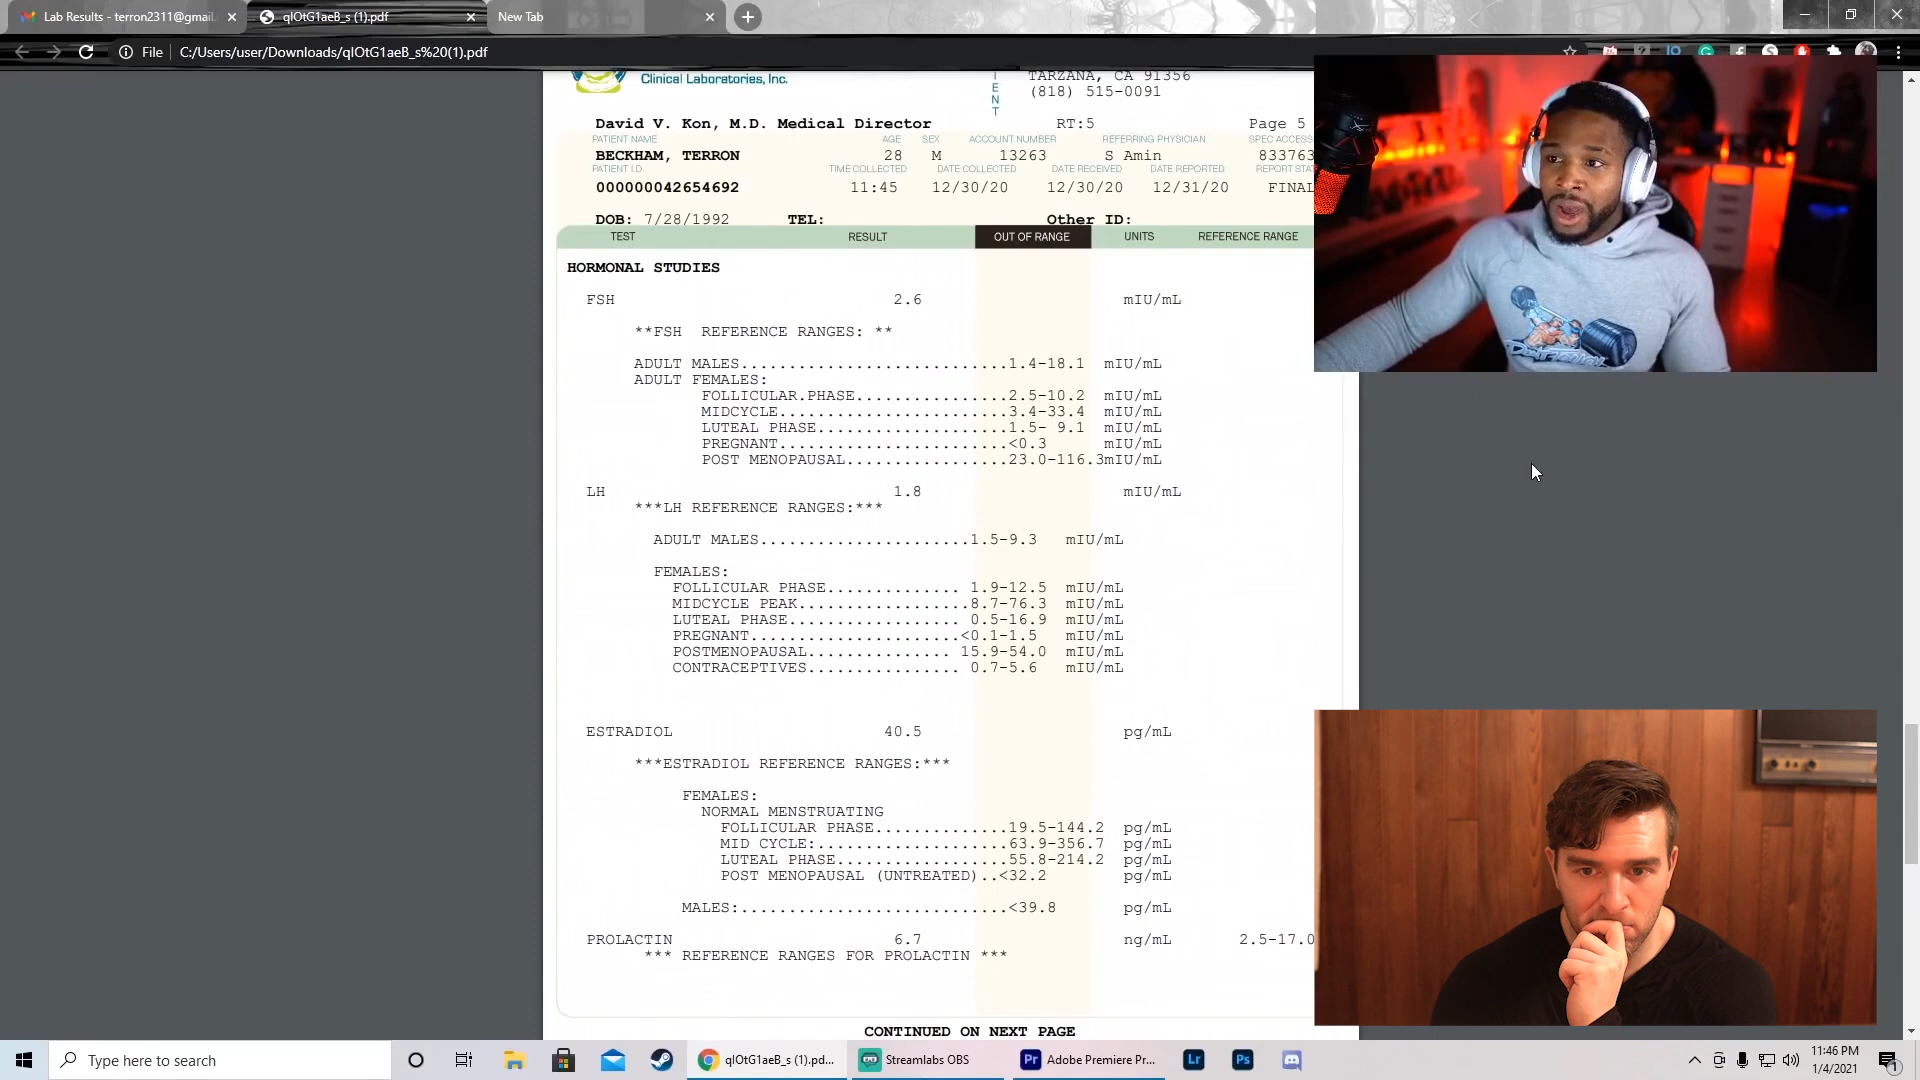 Lab Results - terron2311@gmail.
qlOtG1aeB_s (1).pdf
New Tab
File C:/Users/user/Downloads/qlOtG1aeB_s%20(1).pdf
Clinical Laboratories, Inc.
I
E
N
T
TARZANA, CA 91356
(818) 515-0091
David V. Kon, M.D. Medical Director RT:5 Page 5
PATIENT NAME AGE SEX ACCOUNT NUMBER REFERRING PHYSICIAN SPEC ACCESS
BECKHAM, TERRON 28 M 13263 S Amin 833763
PATIENT I.D. TIME COLLECTED DATE COLLECTED DATE RECEIVED DATE REPORTED REPORT STAT
000000042654692 11:45 12/30/20 12/30/20 12/31/20 FINAL
DOB: 7/28/1992 TEL: Other ID:
TEST RESULT OUT OF RANGE UNITS REFERENCE RANGE
HORMONAL STUDIES
FSH 2.6 mIU/mL
**FSH REFERENCE RANGES: **
ADULT MALES............................1.4-18.1 mIU/mL
ADULT FEMALES:
FOLLICULAR.PHASE................2.5-10.2 mIU/mL
MIDCYCLE........................3.4-33.4 mIU/mL
LUTEAL PHASE....................1.5- 9.1 mIU/mL
PREGNANT........................<0.3 mIU/mL
POST MENOPAUSAL.................23.0-116.3mIU/mL
LH 1.8 mIU/mL
***LH REFERENCE RANGES:***
ADULT MALES......................1.5-9.3 mIU/mL
FEMALES:
FOLLICULAR PHASE.............. 1.9-12.5 mIU/mL
MIDCYCLE PEAK..................8.7-76.3 mIU/mL
LUTEAL PHASE.................. 0.5-16.9 mIU/mL
PREGNANT......................<0.1-1.5 mIU/mL
POSTMENOPAUSAL............... 15.9-54.0 mIU/mL
CONTRACEPTIVES................ 0.7-5.6 mIU/mL
ESTRADIOL 40.5 pg/mL
***ESTRADIOL REFERENCE RANGES:***
FEMALES:
NORMAL MENSTRUATING
FOLLICULAR PHASE..............19.5-144.2 pg/mL
MID CYCLE:....................63.9-356.7 pg/mL
LUTEAL PHASE..................55.8-214.2 pg/mL
POST MENOPAUSAL (UNTREATED)..<32.2 pg/mL
MALES:............................<39.8 pg/mL
PROLACTIN 6.7 ng/mL 2.5-17.0
*** REFERENCE RANGES FOR PROLACTIN ***
CONTINUED ON NEXT PAGE
Type here to search
qlOtG1aeB_s (1).pd...
Streamlabs OBS
Pr Adobe Premiere Pr...
Lr
Ps
11:46 PM
1/4/2021
1